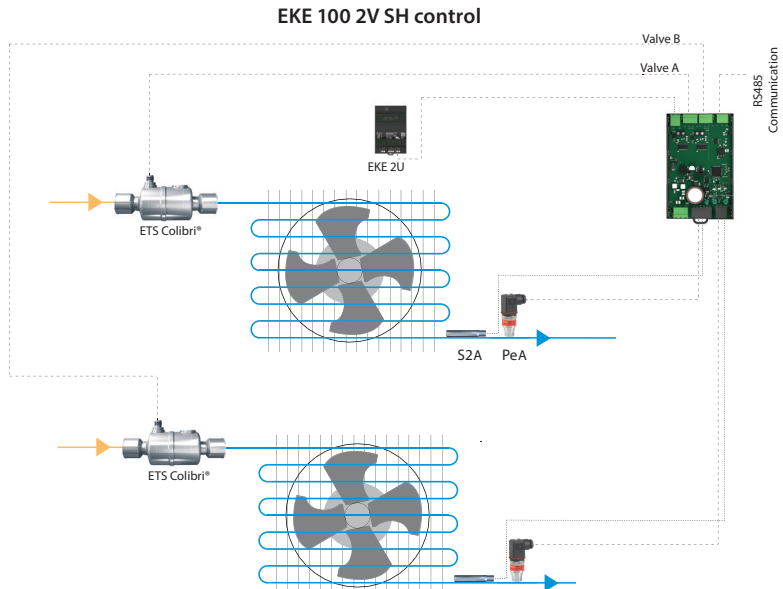 EKE 100 2V SH control
Valve B
Valve A
RS485
Communication
EKE 2U
ETS Colibri®
S2A
PeA
ETS Colibri®